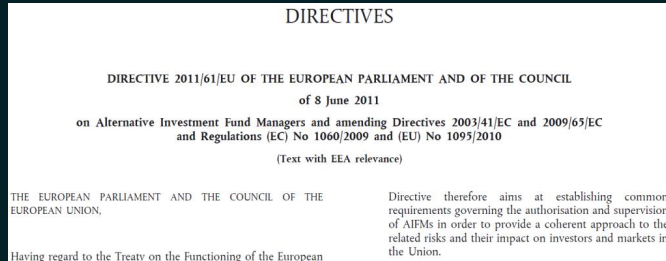 DIRECTIVES
DIRECTIVE 2011/61/EU OF THE EUROPEAN PARLIAMENT AND OF THE COUNCIL
of 8 June 2011
on Alternative Investment Fund Managers and amending Directives 2003/41/EC and 2009/65/EC
and Regulations (EC) No 1060/2009 and (EU) No 1095/2010
(Text with EEA relevance)
THE EUROPEAN PARLIAMENT AND THE COUNCIL OF THE
EUROPEAN UNION,
Having regard to the Treaty on the Functioning of the European
Directive therefore aims at establishing common
requirements governing the authorisation and supervision
of AIFMs in order to provide a coherent approach to the
related risks and their impact on investors and markets in
the Union.